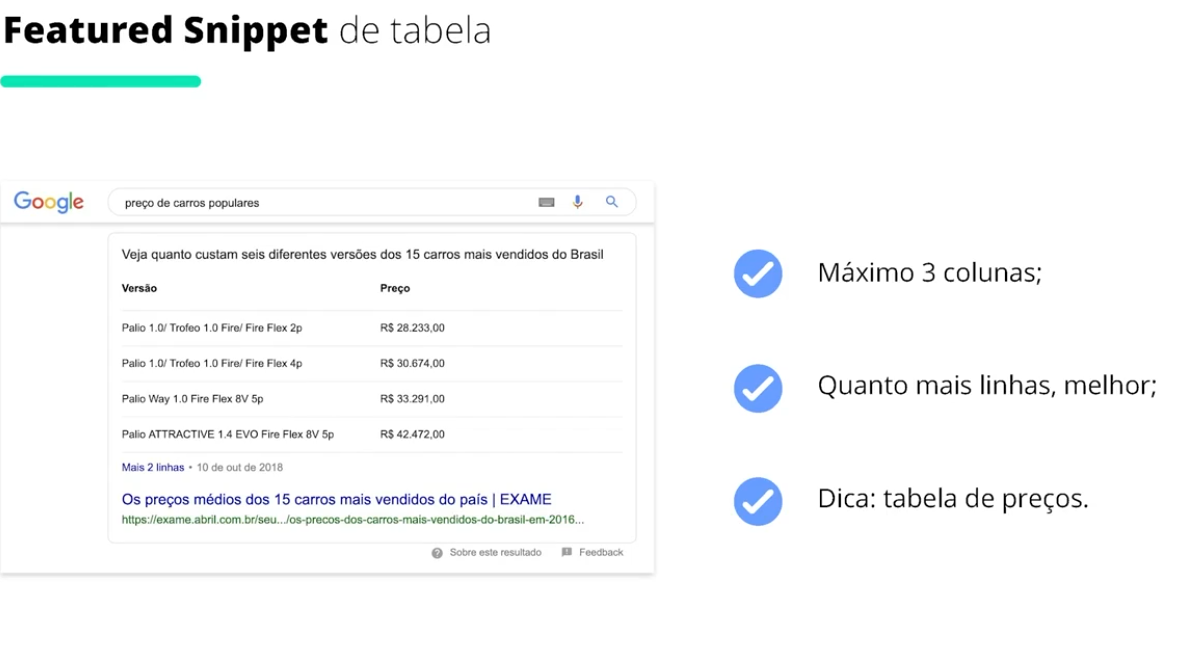 Featured Snippet de tabela
Google
preço de carros populares
Veja quanto custam seis diferentes versões dos 15 carros mais vendidos do Brasil
Versão Preço
Palio 1.0/ Trofeo 1.0 Fire/ Fire Flex 2p R$ 28.233,00
Palio 1.0/ Trofeo 1.0 Fire/ Fire Flex 4p R$ 30.674,00
Palio Way 1.0 Fire Flex 8V 5p R$ 33.291,00
Palio ATTRACTIVE 1.4 EVO Fire Flex 8V 5p R$ 42.472,00
Mais 2 linhas • 10 de out de 2018
Os preços médios dos 15 carros mais vendidos do país | EXAME
https://exame.abril.com.br/seu.../os-precos-dos-carros-mais-vendidos-do-brasil-em-2016...
Sobre este resultado Feedback
Máximo 3 colunas;
Quanto mais linhas, melhor;
Dica: tabela de preços.